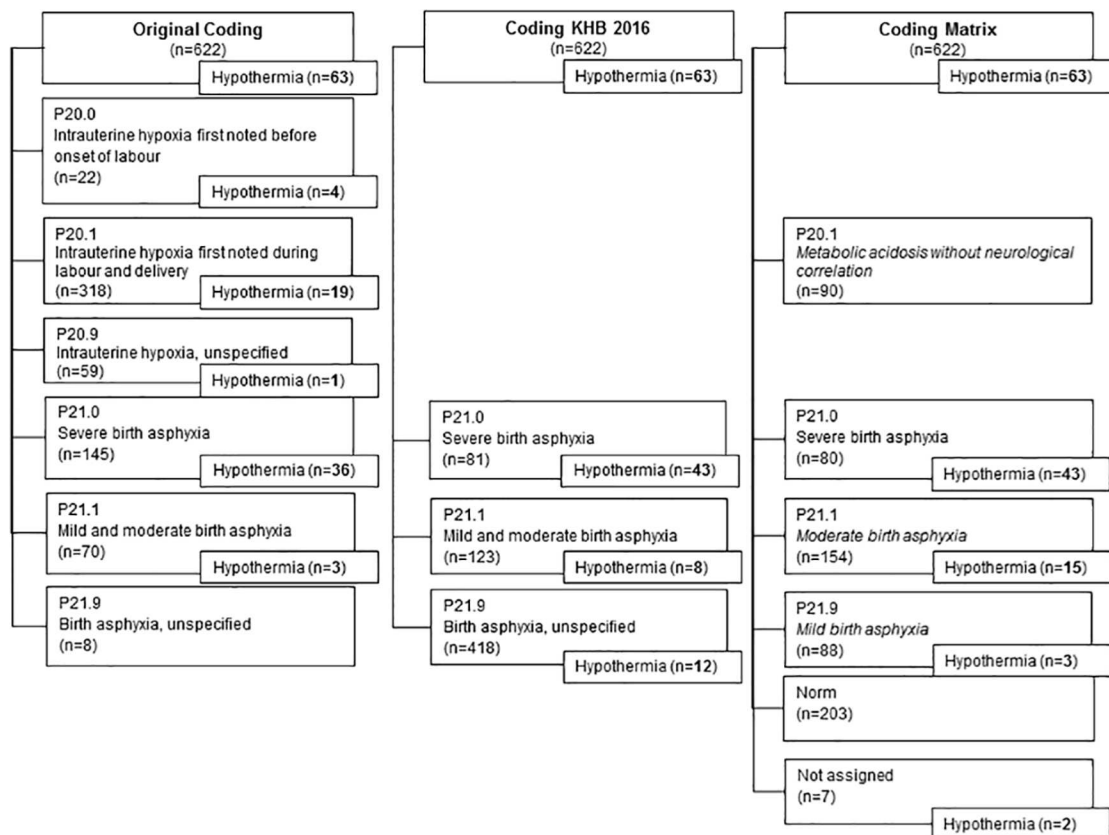 Original Coding
(n=622)
Hypothermia (n=63)
P20.0
Intrauterine hypoxia first noted before
onset of labour
(n=22)
Hypothermia (n=4)
P20.1
Intrauterine hypoxia first noted during
labour and delivery
(n=318)
Hypothermia (n=19)
P20.9
Intrauterine hypoxia, unspecified
(n=59)
Hypothermia (n=1)
P21.0
Severe birth asphyxia
(n=145)
Hypothermia (n=36)
P21.1
Mild and moderate birth asphyxia
(n=70)
Hypothermia (n=3)
P21.9
Birth asphyxia, unspecified
(n=8)
Coding KHB 2016
(n=622)
Hypothermia (n=63)
P21.0
Severe birth asphyxia
(n=81)
Hypothermia (n=43)
P21.1
Mild and moderate birth asphyxia
(n=123)
Hypothermia (n=8)
P21.9
Birth asphyxia, unspecified
(n=418)
Hypothermia (n=12)
Coding Matrix
(n=622)
Hypothermia (n=63)
P20.1
Metabolic acidosis without neurological
correlation
(n=90)
P21.0
Severe birth asphyxia
(n=80)
Hypothermia (n=43)
P21.1
Moderate birth asphyxia
(n=154)
Hypothermia (n=15)
P21.9
Mild birth asphyxia
(n=88)
Hypothermia (n=3)
Norm
(n=203)
Not assigned
(n=7)
Hypothermia (n=2)